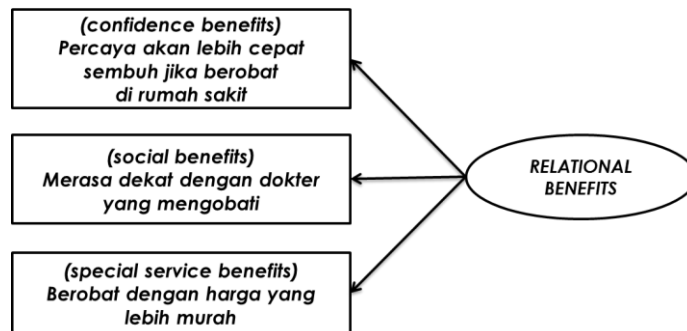 (confidence benefits)
Percaya akan lebih cepat
sembuh jika berobat
di rumah sakit
(social benefits)
Merasa dekat dengan dokter
yang mengobati
(special service benefits)
Berobat dengan harga yang
lebih murah
RELATIONAL
BENEFITS